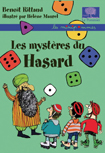 Benoît Rittaud
illustré par Hélène Maurel
Les mystères du
Hasard